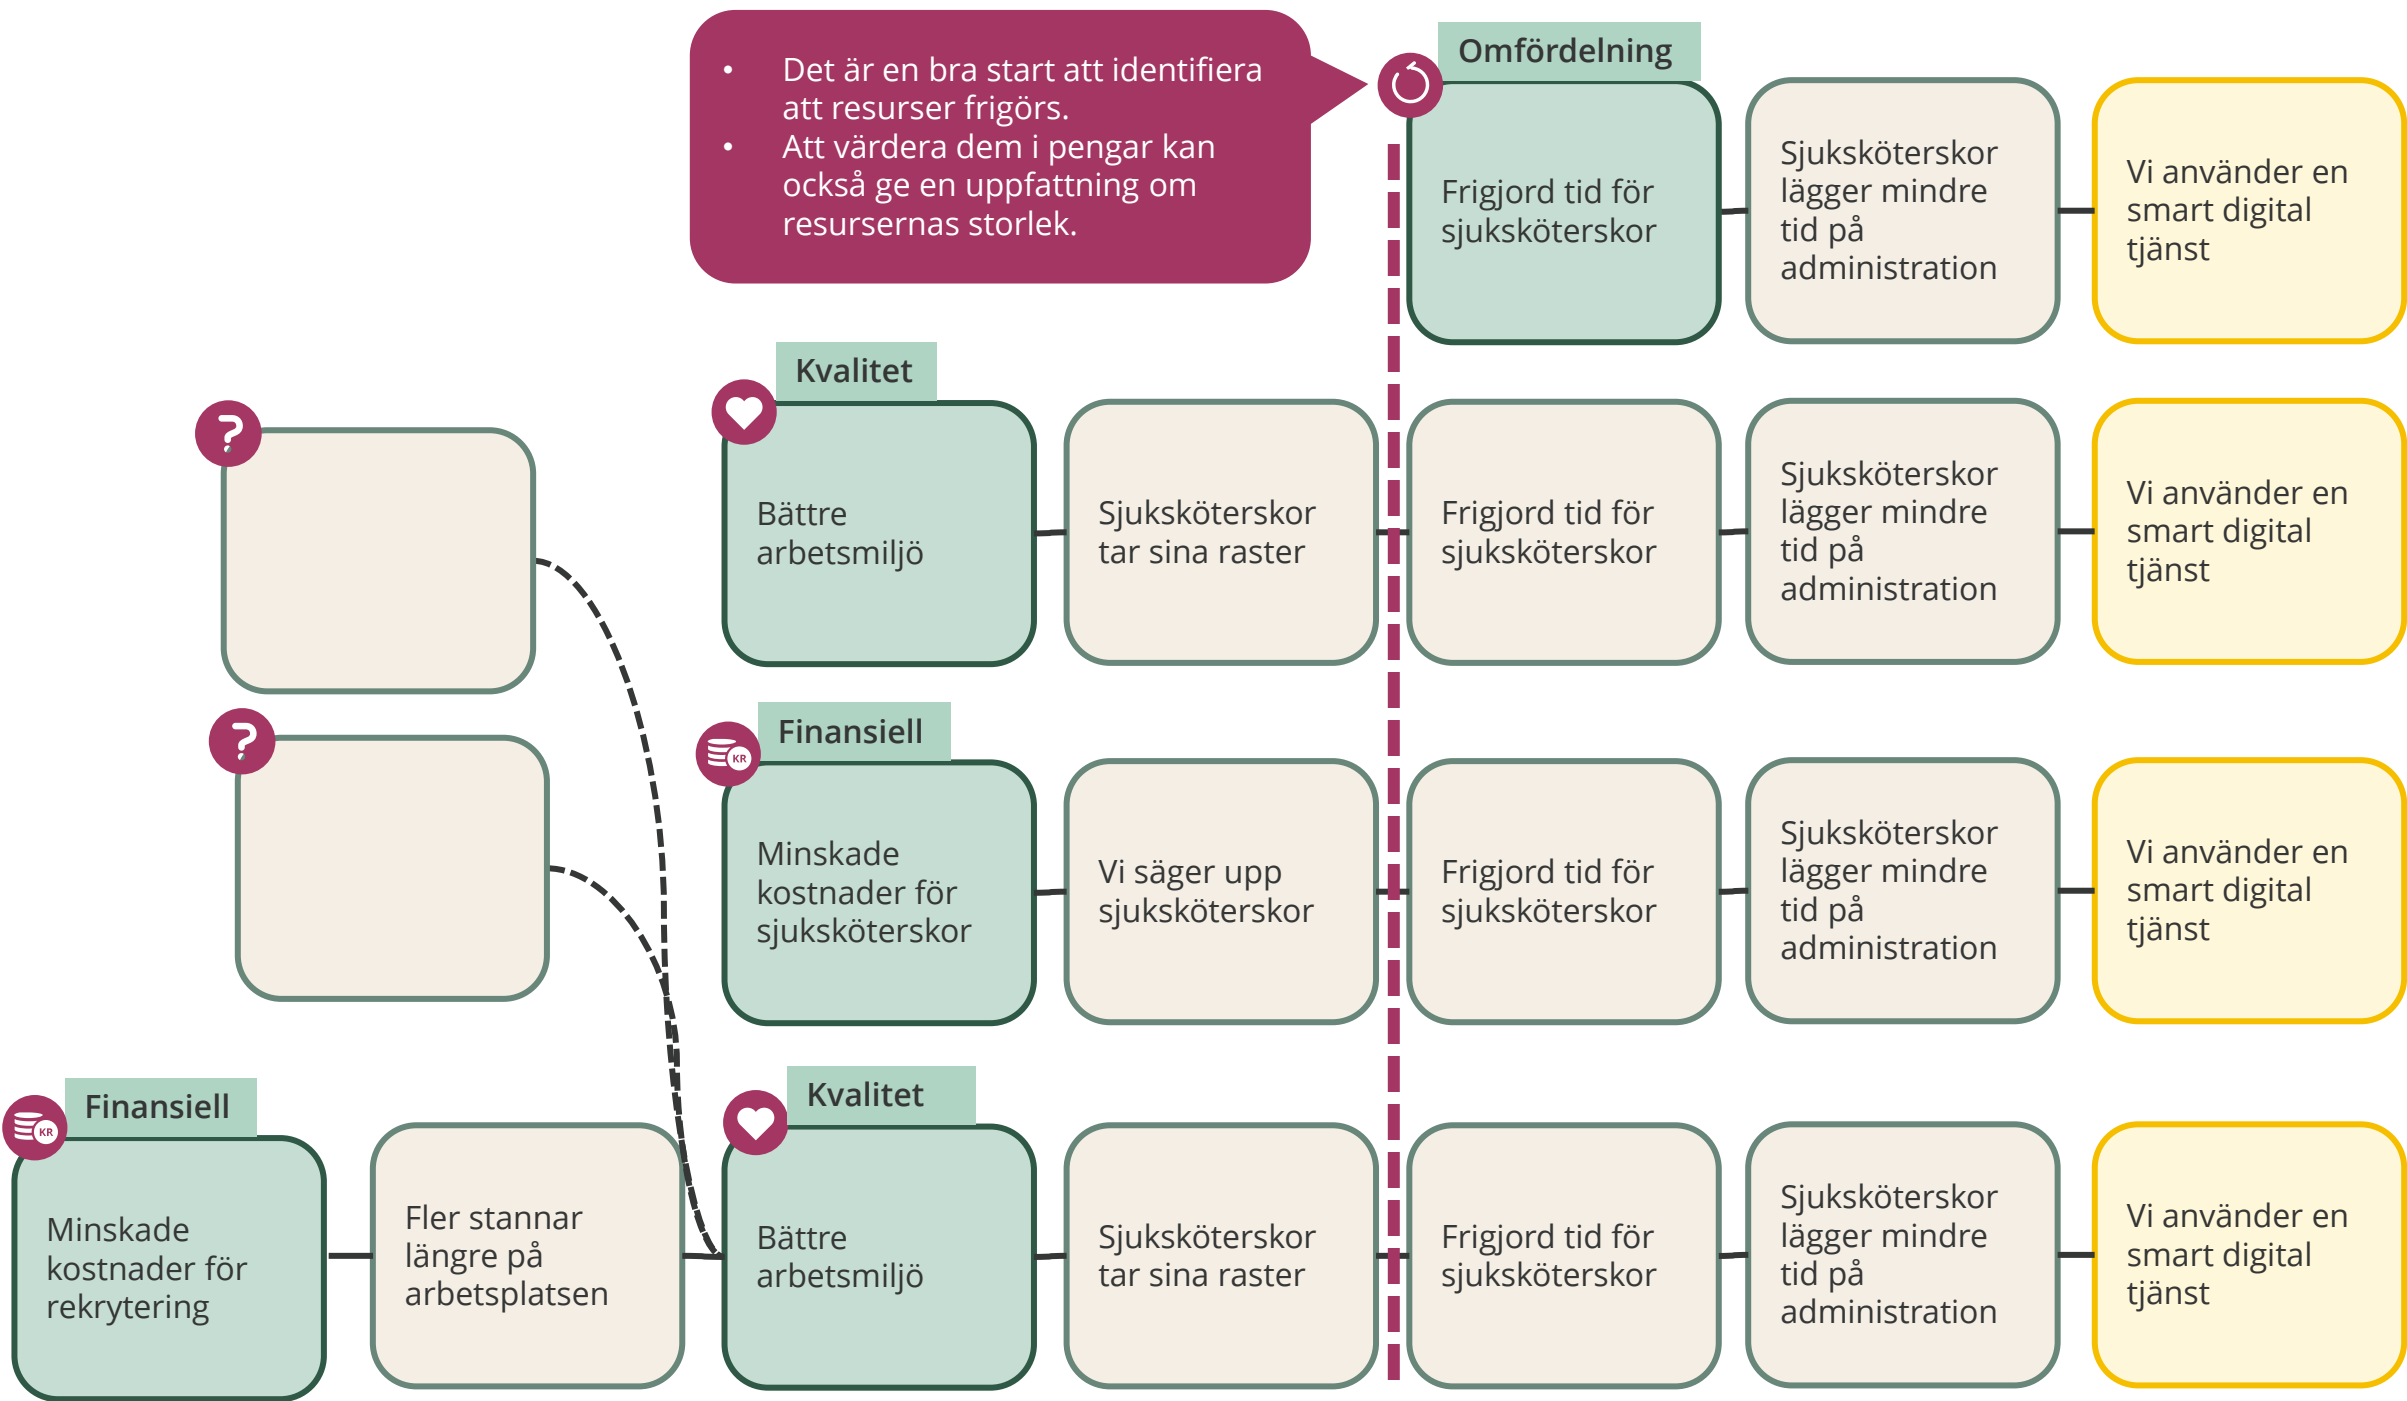 • Det är en bra start att identifiera
att resurser frigörs.
• Att värdera dem i pengar kan
också ge en uppfattning om
resursernas storlek.
Omfördelning
Frigjord tid för
sjuksköterskor
Sjuksköterskor
lägger mindre
tid på
administration
Vi använder en
smart digital
tjänst
?
Kvalitet
Bättre
arbetsmiljö
Sjuksköterskor
tar sina raster
Frigjord tid för
sjuksköterskor
Sjuksköterskor
lägger mindre
tid på
administration
Vi använder en
smart digital
tjänst
?
KR
Finansiell
Minskade
kostnader för
sjuksköterskor
Vi säger upp
sjuksköterskor
Frigjord tid för
sjuksköterskor
Sjuksköterskor
lägger mindre
tid på
administration
Vi använder en
smart digital
tjänst
KR
Finansiell
Minskade
kostnader för
rekrytering
Fler stannar
längre på
arbetsplatsen
Kvalitet
Bättre
arbetsmiljö
Sjuksköterskor
tar sina raster
Frigjord tid för
sjuksköterskor
Sjuksköterskor
lägger mindre
tid på
administration
Vi använder en
smart digital
tjänst